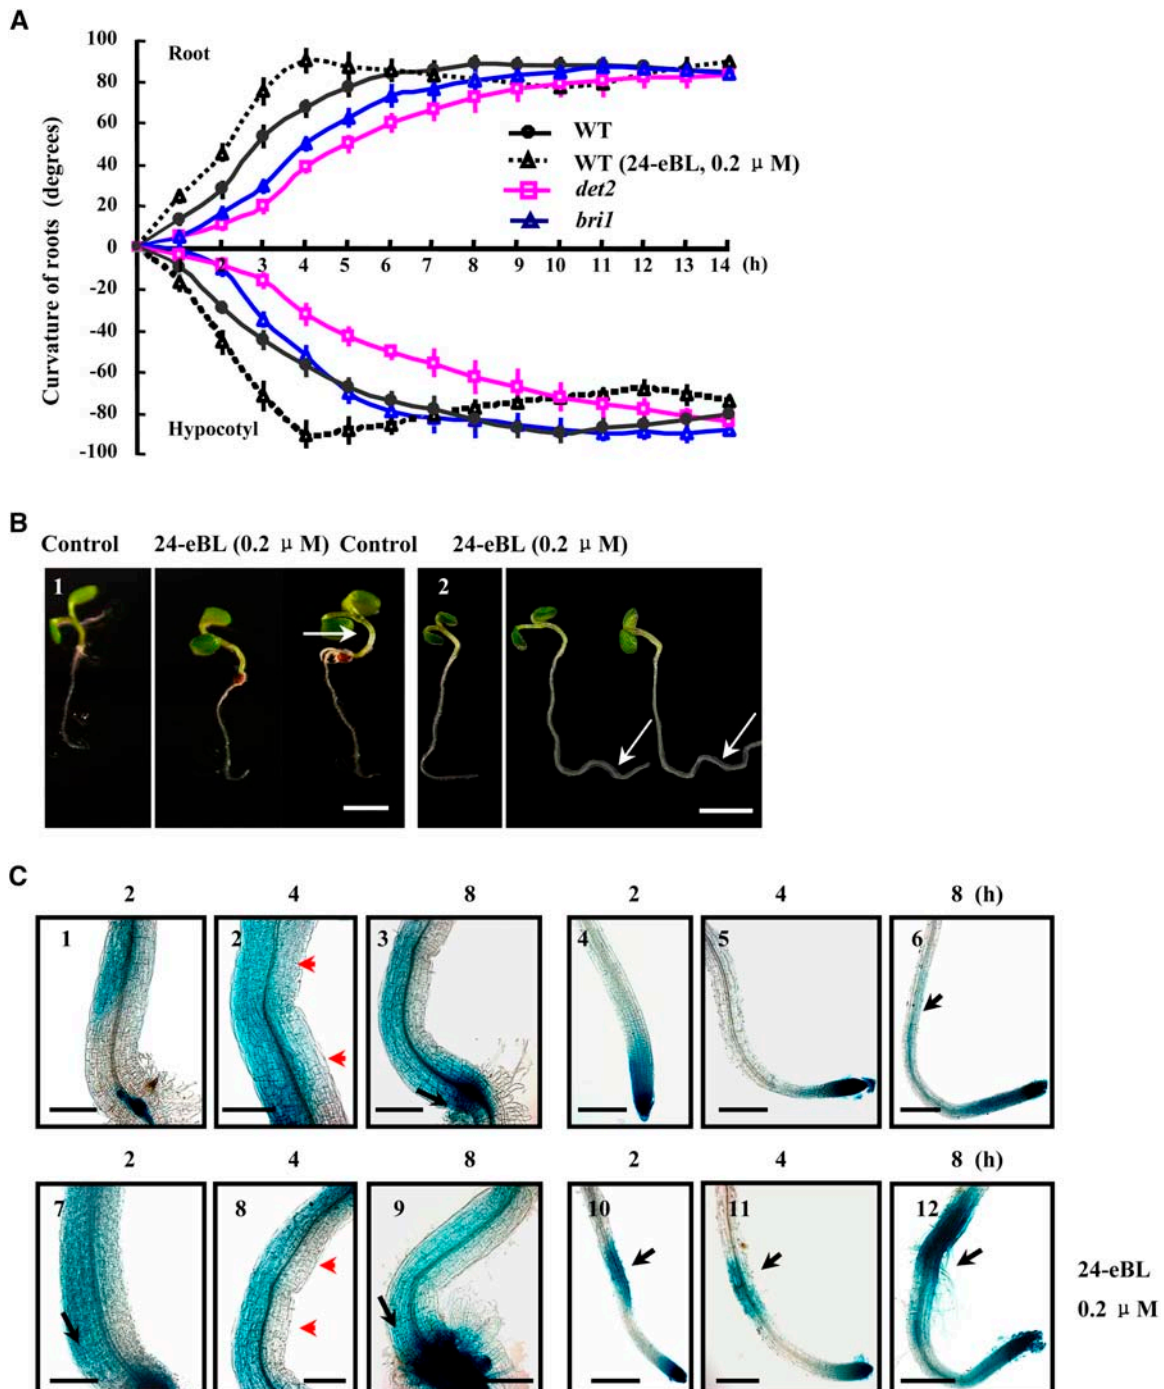 A
Curvature of roots (degrees)
100
80
60
40
20
0
-20
-40
-60
-80
-100
Root
WT
WT (24-eBL, 0.2 μ M)
det2
bri1
2 3 4 5 6 7 8 9 10 11 12 13 14 (h)
Hypocotyl
B
Control 24-eBL (0.2 μ M) Control 24-eBL (0.2 μ M)
1 2
C
2 4 8 2 4 8 (h)
1 2 3 4 5 6
2 4 8 2 4 8 (h)
7 8 9 10 11 12
24-eBL
0.2 μ M